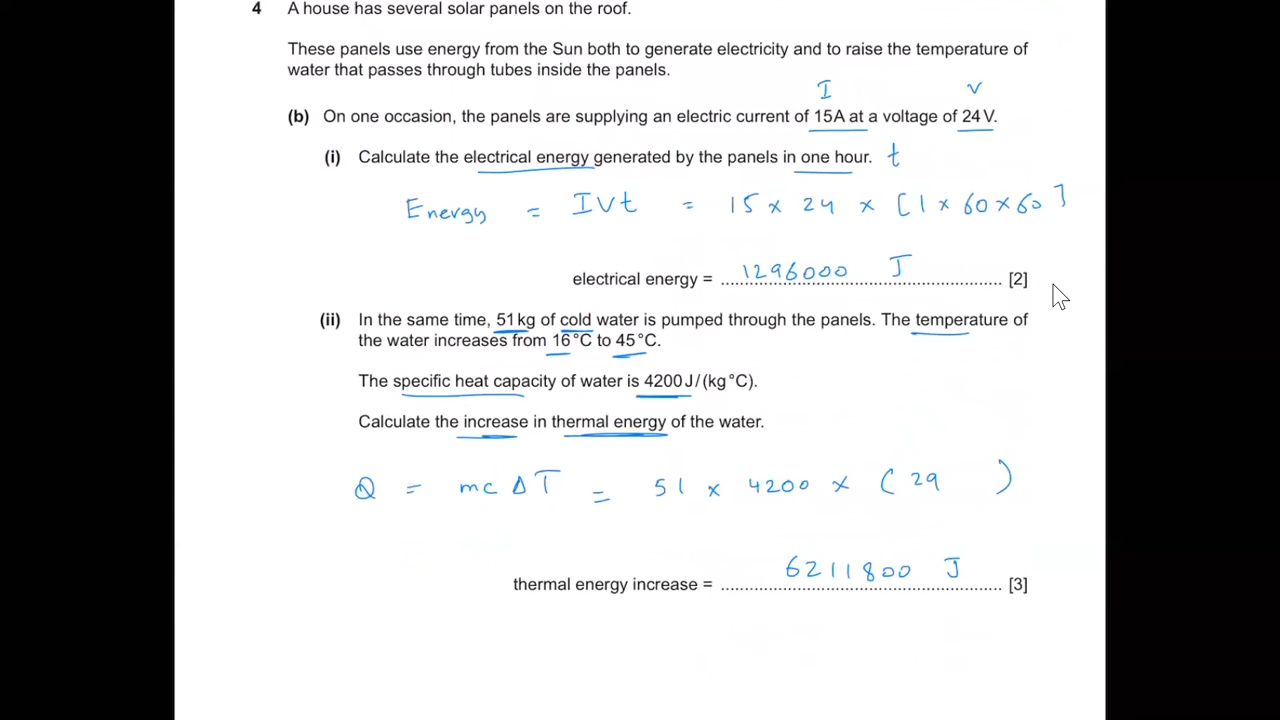 4 A house has several solar panels on the roof.
These panels use energy from the Sun both to generate electricity and to raise the temperature of
water that passes through tubes inside the panels.
I V
(b) On one occasion, the panels are supplying an electric current of 15A at a voltage of 24V.
(i) Calculate the electrical energy generated by the panels in one hour. t
Energy = IVt = 15 × 24 × [1 × 60 × 60]
electrical energy = 1296000 J [2]
(ii) In the same time, 51kg of cold water is pumped through the panels. The temperature of
the water increases from 16°C to 45°C.
The specific heat capacity of water is 4200J/(kg°C).
Calculate the increase in thermal energy of the water.
Q = mcΔT = 51 × 4200 × (29 )
thermal energy increase = 6211800 J [3]